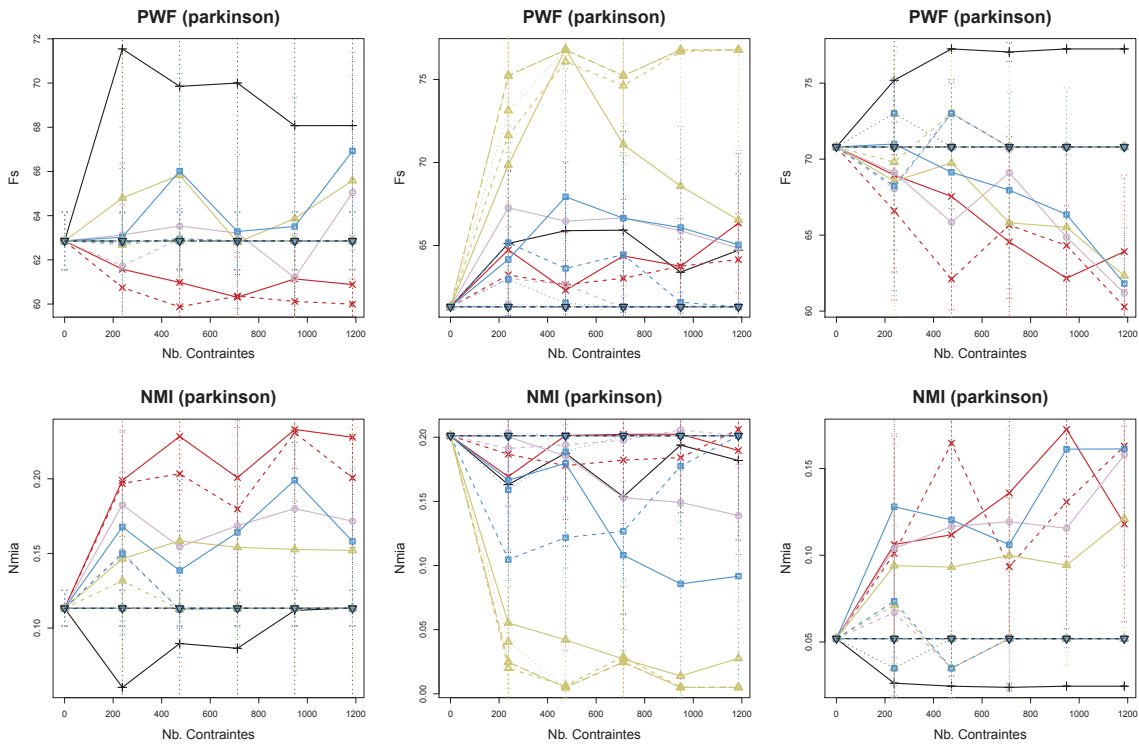 PWF (parkinson)
Fs
60 62 64 66 68 70 72
0 200 400 600 800 1000 1200
Nb. Contraintes
PWF (parkinson)
Fs
65 70 75
0 200 400 600 800 1000 1200
Nb. Contraintes
PWF (parkinson)
Fs
60 65 70 75
0 200 400 600 800 1000 1200
Nb. Contraintes
NMI (parkinson)
Nmia
0.10 0.15 0.20
0 200 400 600 800 1000 1200
Nb. Contraintes
NMI (parkinson)
Nmia
0.00 0.05 0.10 0.15 0.20
0 200 400 600 800 1000 1200
Nb. Contraintes
NMI (parkinson)
Nmia
0.05 0.10 0.15
0 200 400 600 800 1000 1200
Nb. Contraintes